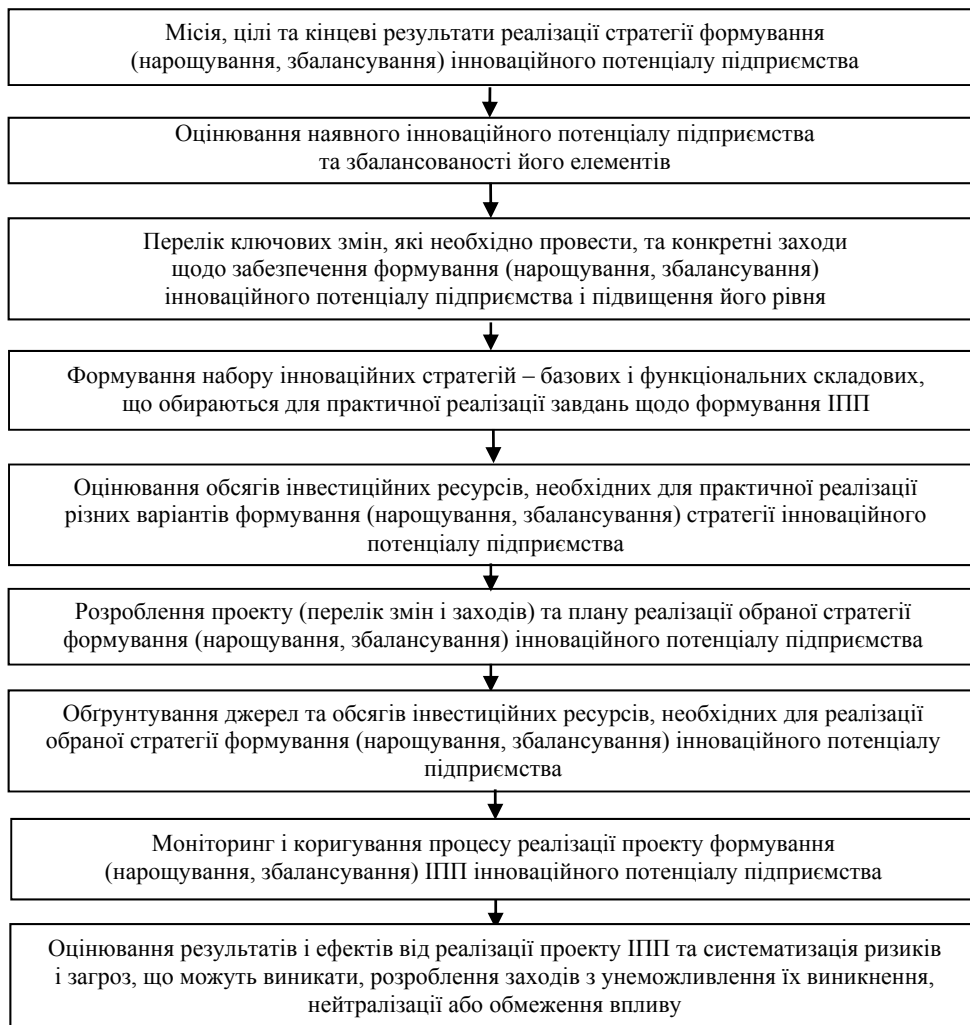 Місія, цілі та кінцеві результати реалізації стратегії формування
(нарощування, збалансування) інноваційного потенціалу підприємства
Оцінювання наявного інноваційного потенціалу підприємства
та збалансованості його елементів
Перелік ключових змін, які необхідно провести, та конкретні заходи
щодо забезпечення формування (нарощування, збалансування)
інноваційного потенціалу підприємства і підвищення його рівня
Формування набору інноваційних стратегій – базових і функціональних складових,
що обираються для практичної реалізації завдань щодо формування ІПП
Оцінювання обсягів інвестиційних ресурсів, необхідних для практичної реалізації
різних варіантів формування (нарощування, збалансування) стратегії інноваційного
потенціалу підприємства
Розроблення проекту (перелік змін і заходів) та плану реалізації обраної стратегії
формування (нарощування, збалансування) інноваційного потенціалу підприємства
Обґрунтування джерел та обсягів інвестиційних ресурсів, необхідних для реалізації
обраної стратегії формування (нарощування, збалансування) інноваційного потенціалу
підприємства
Моніторинг і коригування процесу реалізації проекту формування
(нарощування, збалансування) ІПП інноваційного потенціалу підприємства
Оцінювання результатів і ефектів від реалізації проекту ІПП та систематизація ризиків
і загроз, що можуть виникати, розроблення заходів з унеможливлення їх виникнення,
нейтралізації або обмеження впливу